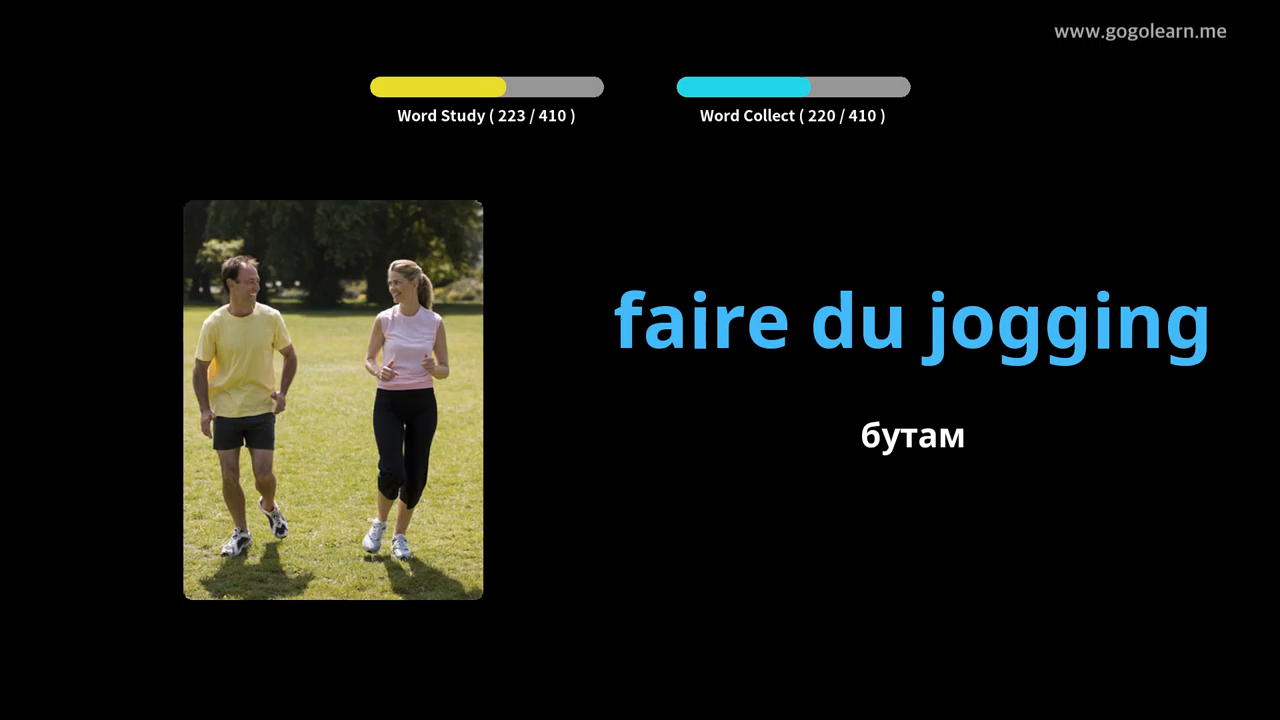 www.gogolearn.me
Word Study ( 223 / 410 )
Word Collect ( 220 / 410 )
faire du jogging
бутам